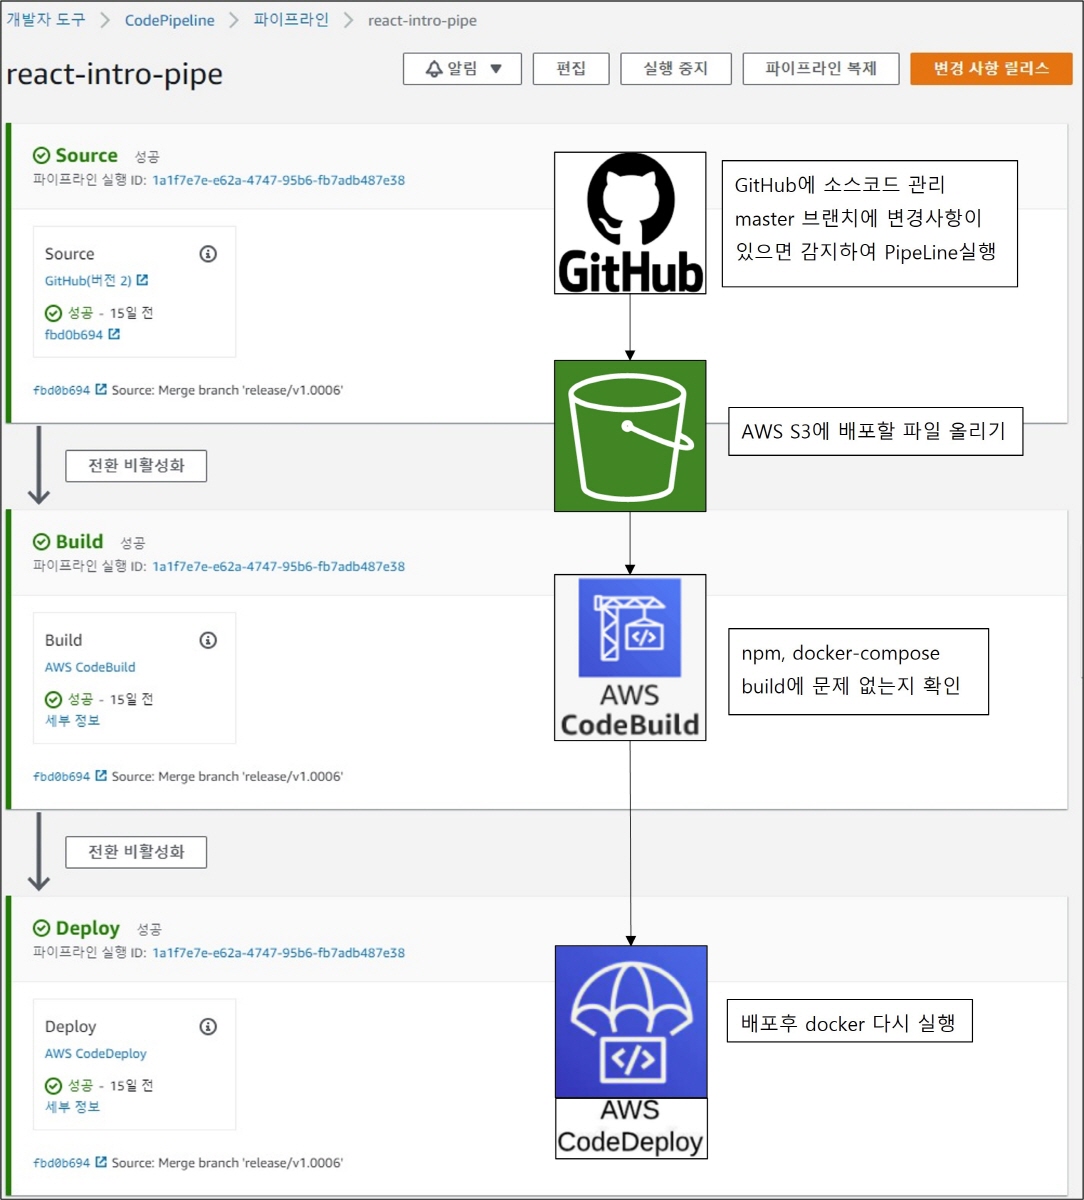 개발자 도구 > CodePipeline > 파이프라인 > react-intro-pipe
react-intro-pipe
알림 ▼
편집
실행 중지
파이프라인 복제
변경 사항 릴리스
Source 성공
파이프라인 실행 ID: 1a1f7e7e-e62a-4747-95b6-fb7adb487e38
Source
GitHub(버전 2)
성공 - 15일 전
fbd0b694
fbd0b694 Source: Merge branch 'release/v1.0006'
GitHub
GitHub에 소스코드 관리
master 브랜치에 변경사항이
있으면 감지하여 PipeLine실행
AWS S3에 배포할 파일 올리기
전환 비활성화
Build 성공
파이프라인 실행 ID: 1a1f7e7e-e62a-4747-95b6-fb7adb487e38
Build
AWS CodeBuild
성공 - 15일 전
세부 정보
fbd0b694 Source: Merge branch 'release/v1.0006'
</>
AWS
CodeBuild
npm, docker-compose
build에 문제 없는지 확인
전환 비활성화
Deploy 성공
파이프라인 실행 ID: 1a1f7e7e-e62a-4747-95b6-fb7adb487e38
Deploy
AWS CodeDeploy
성공 - 15일 전
세부 정보
fbd0b694 Source: Merge branch 'release/v1.0006'
</>
AWS
CodeDeploy
배포후 docker 다시 실행